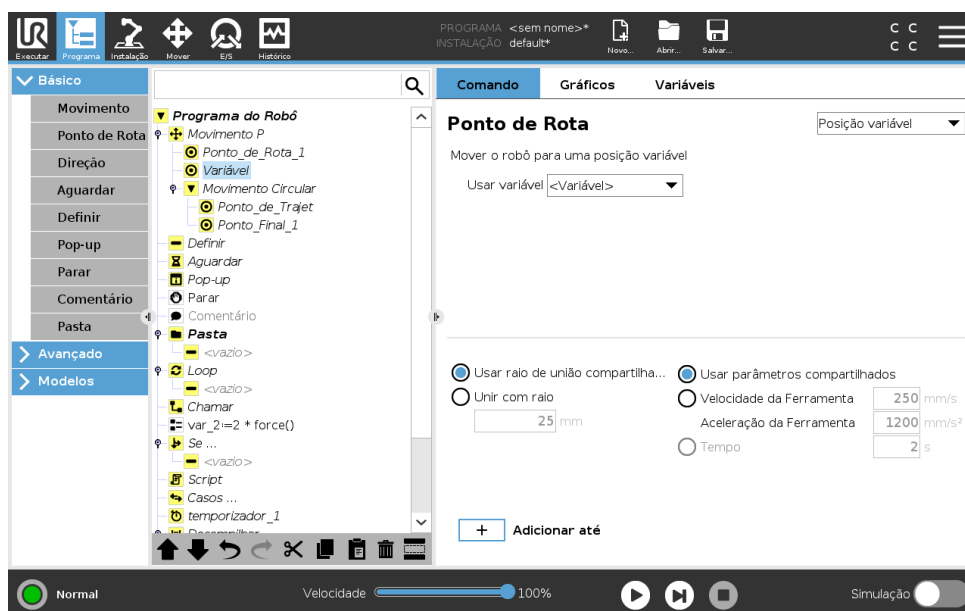 UR
Executar
Programa
Instalação
Mover
E/S
Histórico
PROGRAMA <sem nome>*
INSTALAÇÃO default*
Novo...
Abrir...
Salvar...
C C
C C
Básico
Movimento
Ponto de Rota
Direção
Aguardar
Definir
Pop-up
Parar
Comentário
Pasta
Avançado
Modelos
Programa do Robô
Movimento P
Ponto_de_Rota_1
Variável
Movimento Circular
Ponto_de_Trajet
Ponto_Final_1
Definir
Aguardar
Pop-up
Parar
Comentário
Pasta
<vazio>
Loop
<vazio>
Chamar
var_2:=2 * force()
Se ...
<vazio>
Script
Casos ...
temporizador_1
Comando
Gráficos
Variáveis
Ponto de Rota
Posição variável
Mover o robô para uma posição variável
Usar variável <Variável>
Usar raio de união compartilha...
Unir com raio
25 mm
Usar parâmetros compartilhados
Velocidade da Ferramenta 250 mm/s
Aceleração da Ferramenta 1200 mm/s²
Tempo 2 s
+ Adicionar até
Normal
Velocidade 100%
Simulação